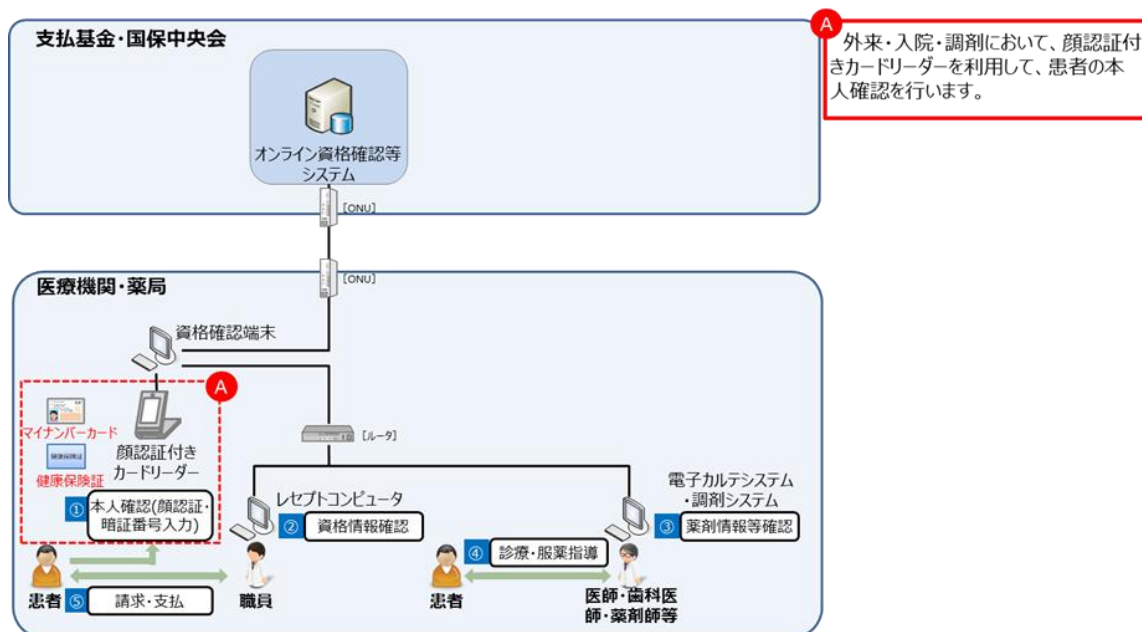 支払基金・国保中央会
オンライン資格確認等
システム
[ONU]
A
外来・入院・調剤において、顔認証付
きカードリーダーを利用して、患者の本
人確認を行います。
[ONU]
医療機関・薬局
資格確認端末
A
マイナンバーカード
健康保険証
健康保険証
顔認証付き
カードリーダー
① 本人確認(顔認証・
暗証番号入力)
[ルータ]
レセプトコンピュータ
② 資格情報確認
電子カルテシステム
・調剤システム
③ 薬剤情報等確認
④ 診療・服薬指導
患者
⑤ 請求・支払
職員
患者
医師・歯科医
師・薬剤師等